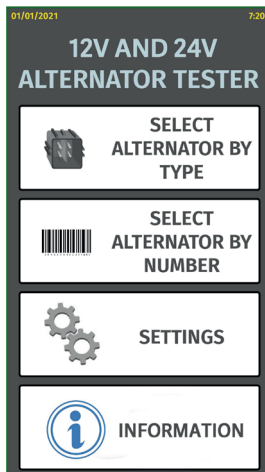 01/01/2021 7:20
12V AND 24V
ALTERNATOR TESTER
SELECT
ALTERNATOR BY
TYPE
SELECT
ALTERNATOR BY
NUMBER
SETTINGS
INFORMATION